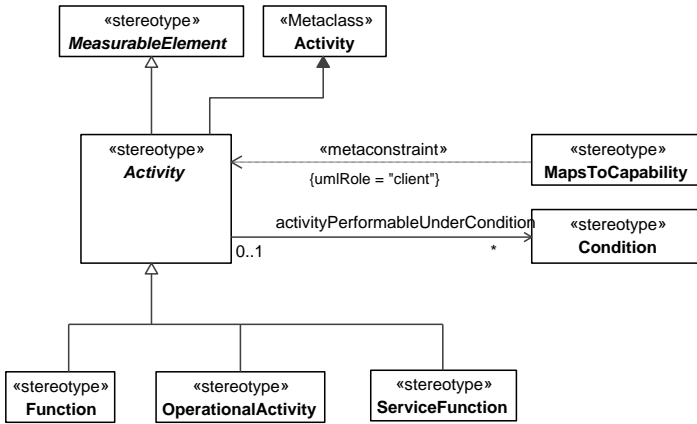 «stereotype»
MeasurableElement
«Metaclass»
Activity
«stereotype»
Activity
«metaconstraint»
{umlRole = "client"}
«stereotype»
MapsToCapability
activityPerformableUnderCondition
0..1
*
«stereotype»
Condition
«stereotype»
Function
«stereotype»
OperationalActivity
«stereotype»
ServiceFunction